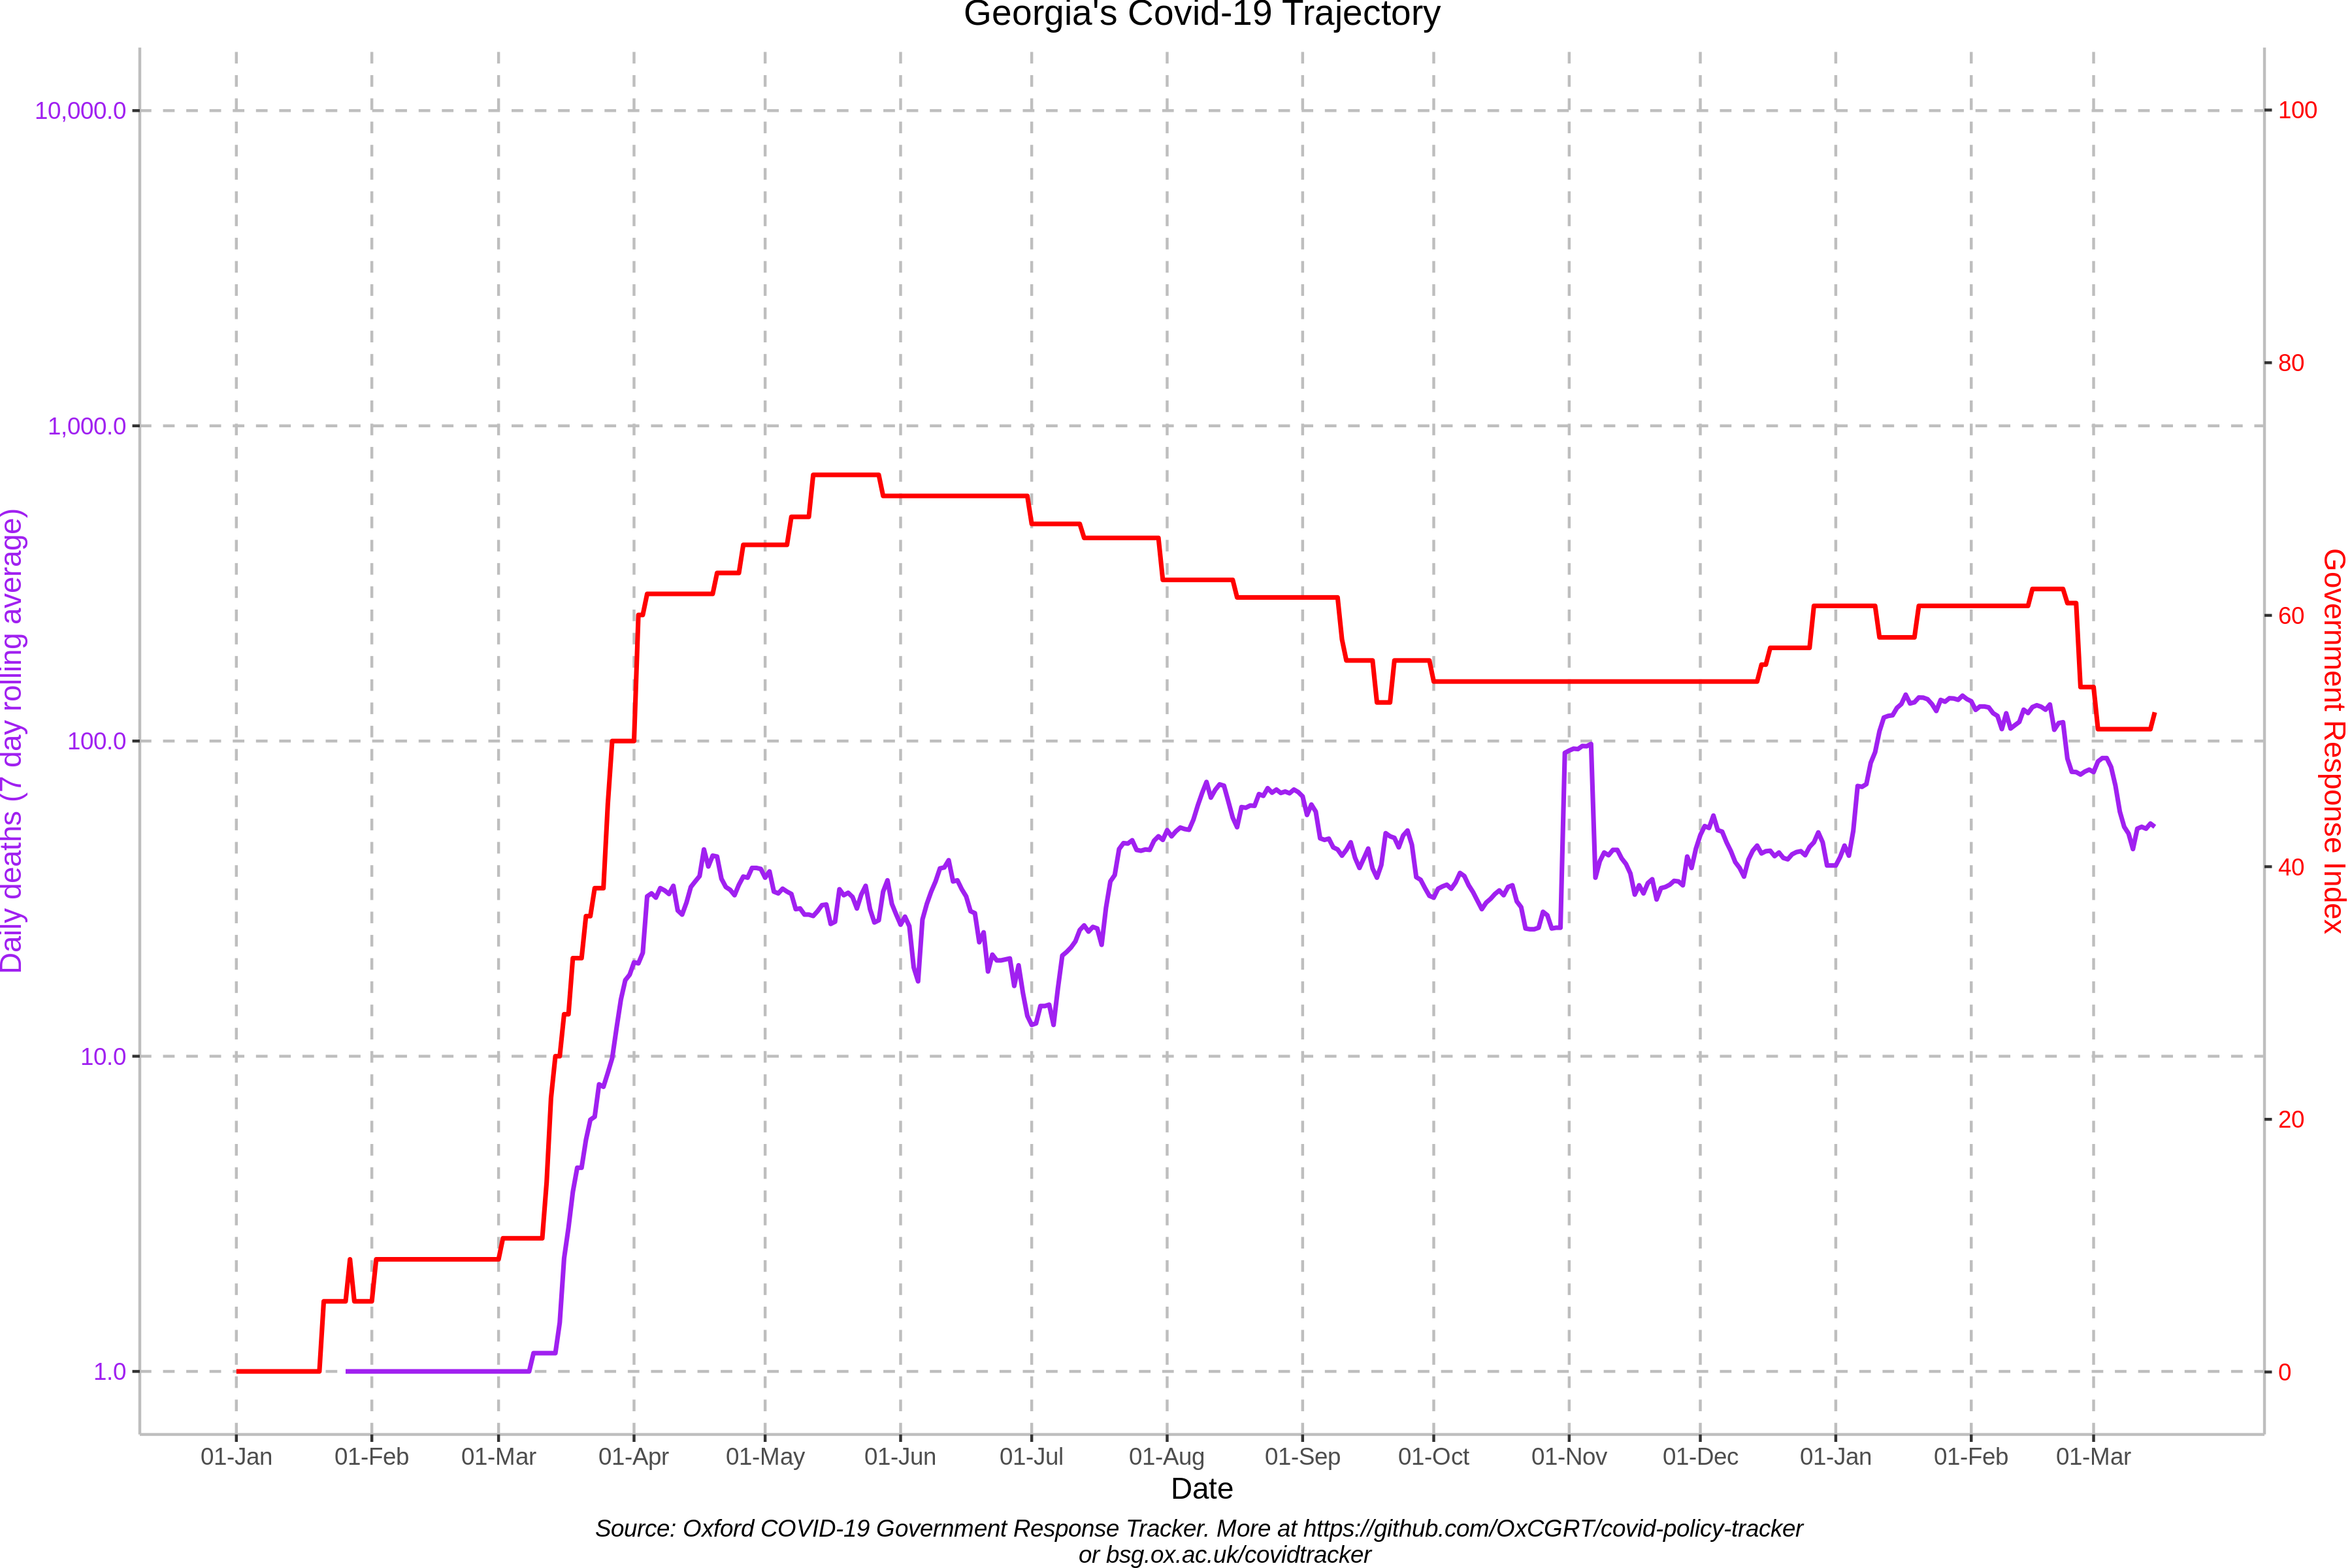 Georgia's Covid-19 Trajectory
10,000.0
1,000.0
100.0
10.0
1.0
Daily deaths (7 day rolling average)
100
80
60
40
20
0
Government Response Index
01-Jan 01-Feb 01-Mar 01-Apr 01-May 01-Jun 01-Jul 01-Aug 01-Sep 01-Oct 01-Nov 01-Dec 01-Jan 01-Feb 01-Mar
Date
Source: Oxford COVID-19 Government Response Tracker. More at https://github.com/OxCGRT/covid-policy-tracker
or bsg.ox.ac.uk/covidtracker